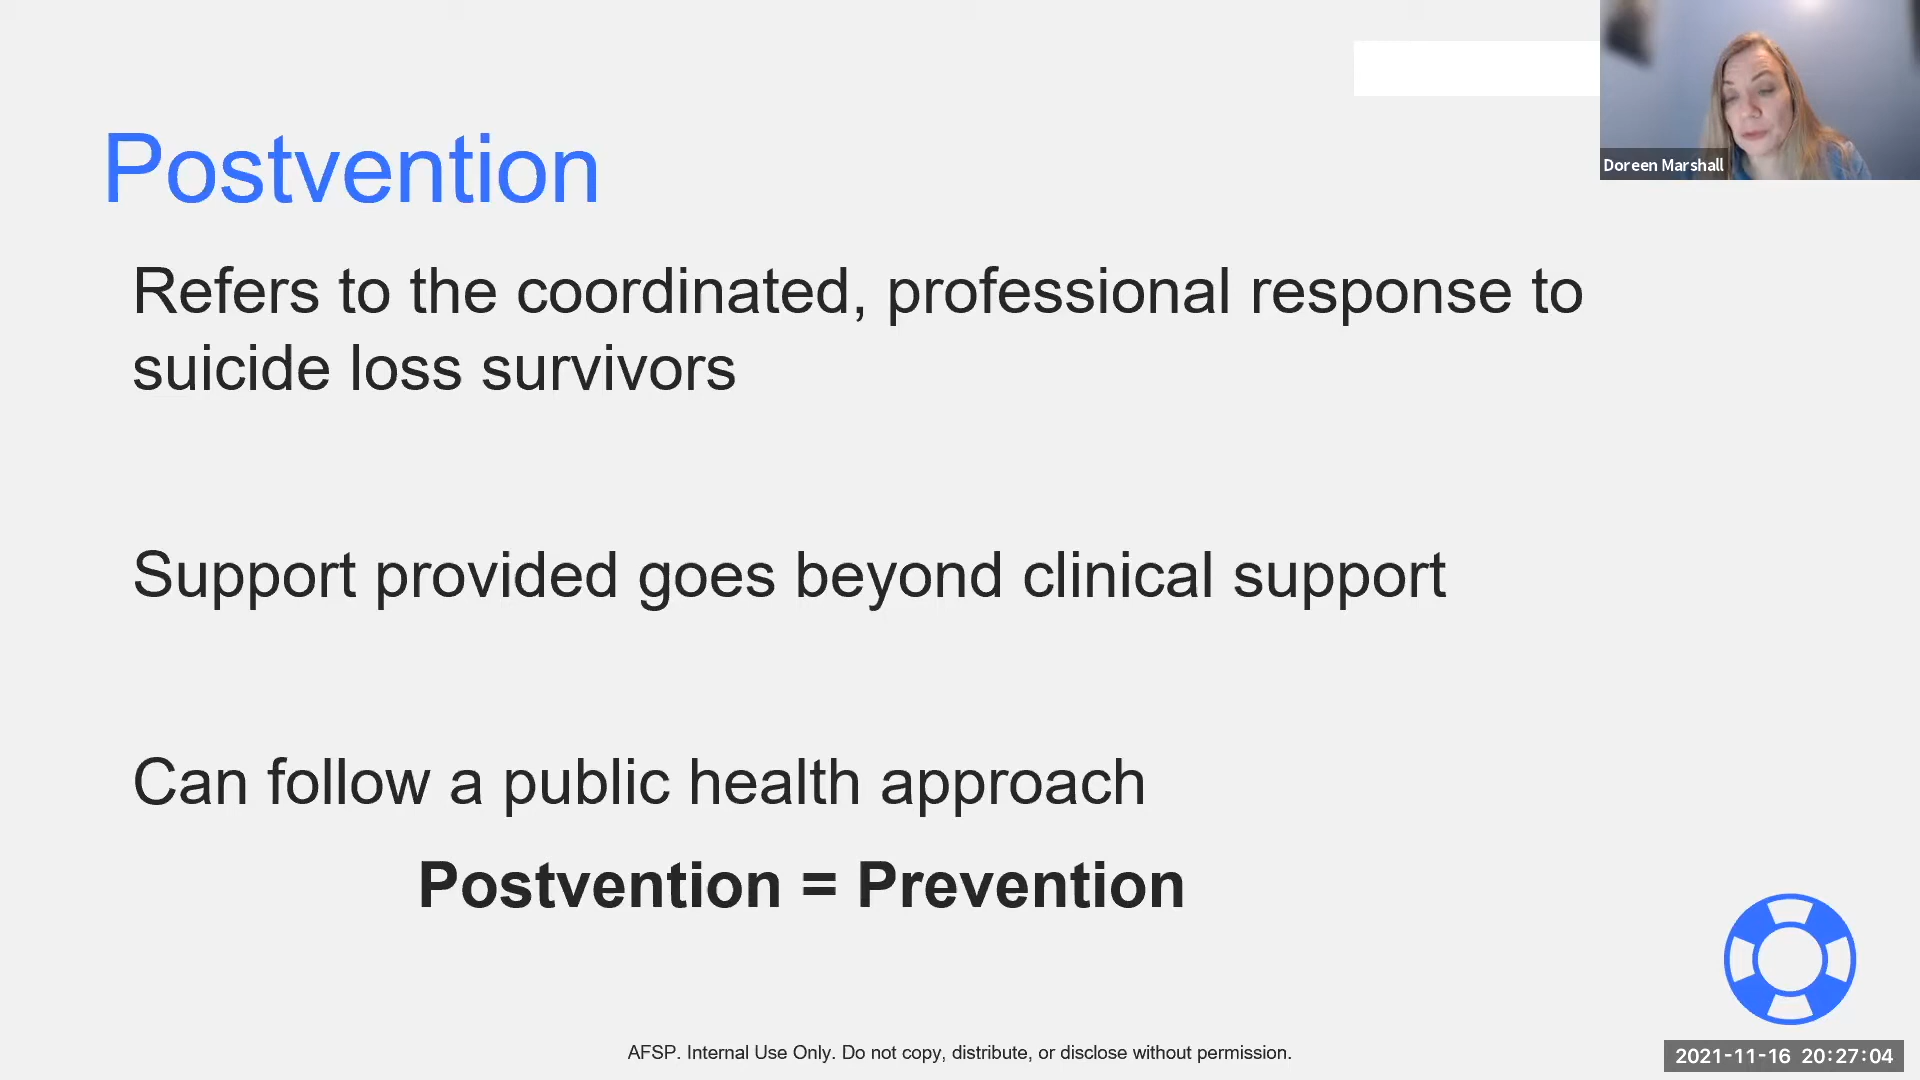 Doreen Marshall
Postvention
Refers to the coordinated, professional response to
suicide loss survivors
Support provided goes beyond clinical support
Can follow a public health approach
Postvention = Prevention
AFSP. Internal Use Only. Do not copy, distribute, or disclose without permission.
2021-11-16 20:27:04